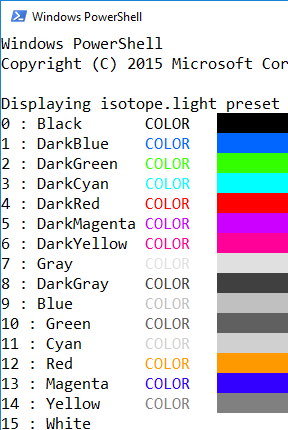 Windows PowerShell
Windows PowerShell
Copyright (C) 2015 Microsoft Cor
Displaying isotope.light preset
0 : Black COLOR
1 : DarkBlue COLOR
2 : DarkGreen COLOR
3 : DarkCyan COLOR
4 : DarkRed COLOR
5 : DarkMagenta COLOR
6 : DarkYellow COLOR
7 : Gray COLOR
8 : DarkGray COLOR
9 : Blue COLOR
10 : Green COLOR
11 : Cyan COLOR
12 : Red COLOR
13 : Magenta COLOR
14 : Yellow COLOR
15 : White